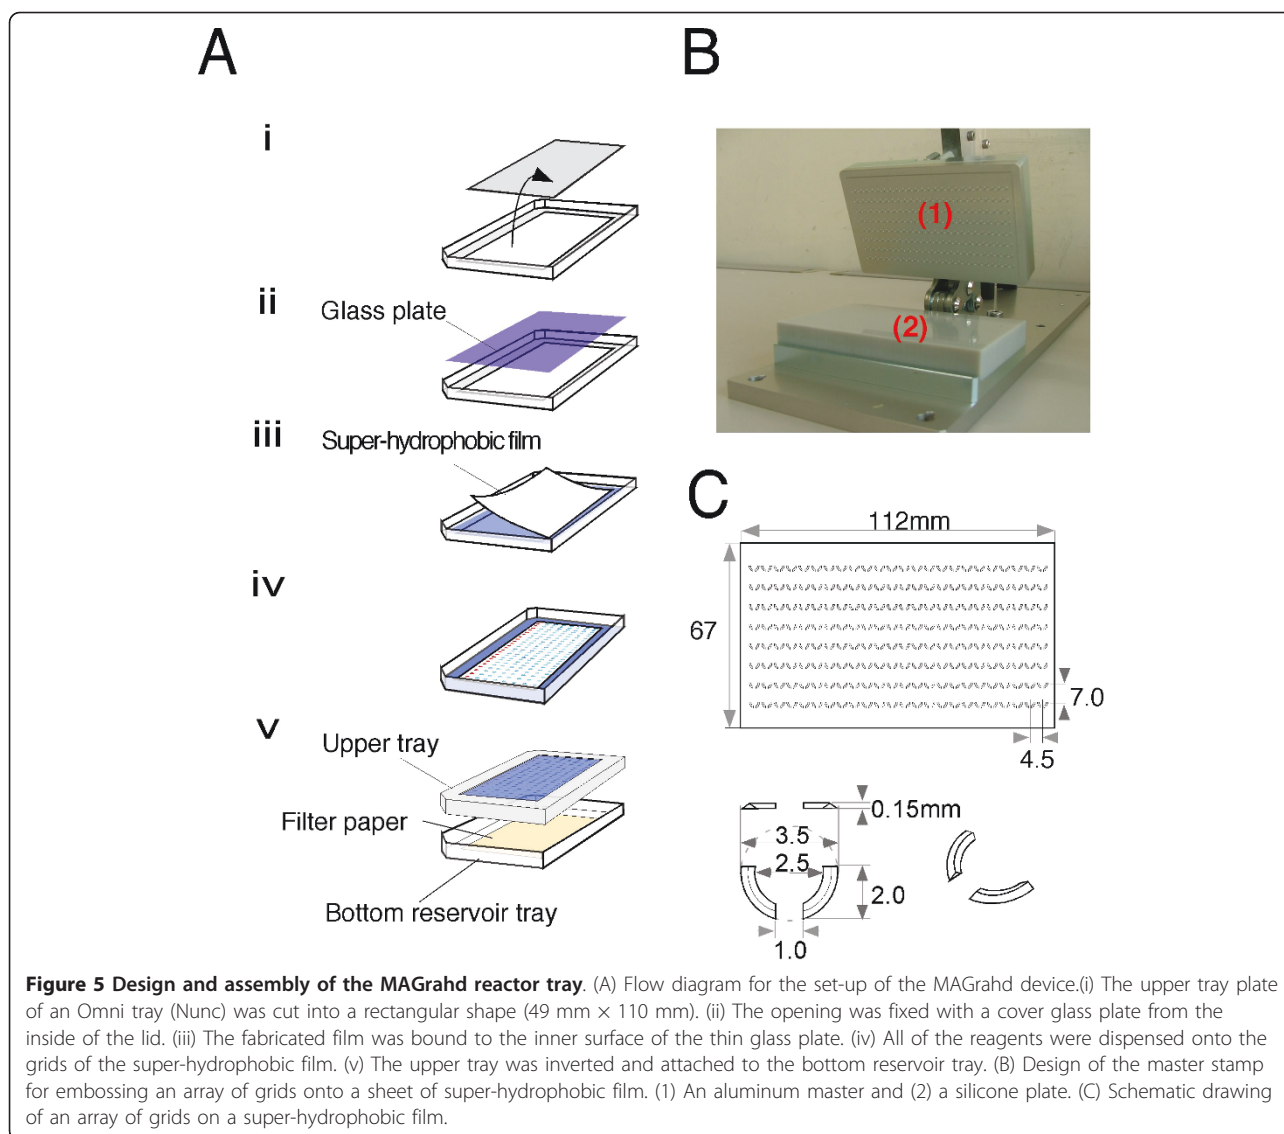 A
B
i
ii
Glass plate
iii
Super-hydrophobic film
iv
v
Upper tray
Filter paper
Bottom reservoir tray
(1)
(2)
C
112mm
67
7.0
4.5
0.15mm
3.5
2.5
2.0
1.0
Figure 5 Design and assembly of the MAGrahd reactor tray. (A) Flow diagram for the set-up of the MAGrahd device.(i) The upper tray plate
of an Omni tray (Nunc) was cut into a rectangular shape (49 mm × 110 mm). (ii) The opening was fixed with a cover glass plate from the
inside of the lid. (iii) The fabricated film was bound to the inner surface of the thin glass plate. (iv) All of the reagents were dispensed onto the
grids of the super-hydrophobic film. (v) The upper tray was inverted and attached to the bottom reservoir tray. (B) Design of the master stamp
for embossing an array of grids onto a sheet of super-hydrophobic film. (1) An aluminum master and (2) a silicone plate. (C) Schematic drawing
of an array of grids on a super-hydrophobic film.